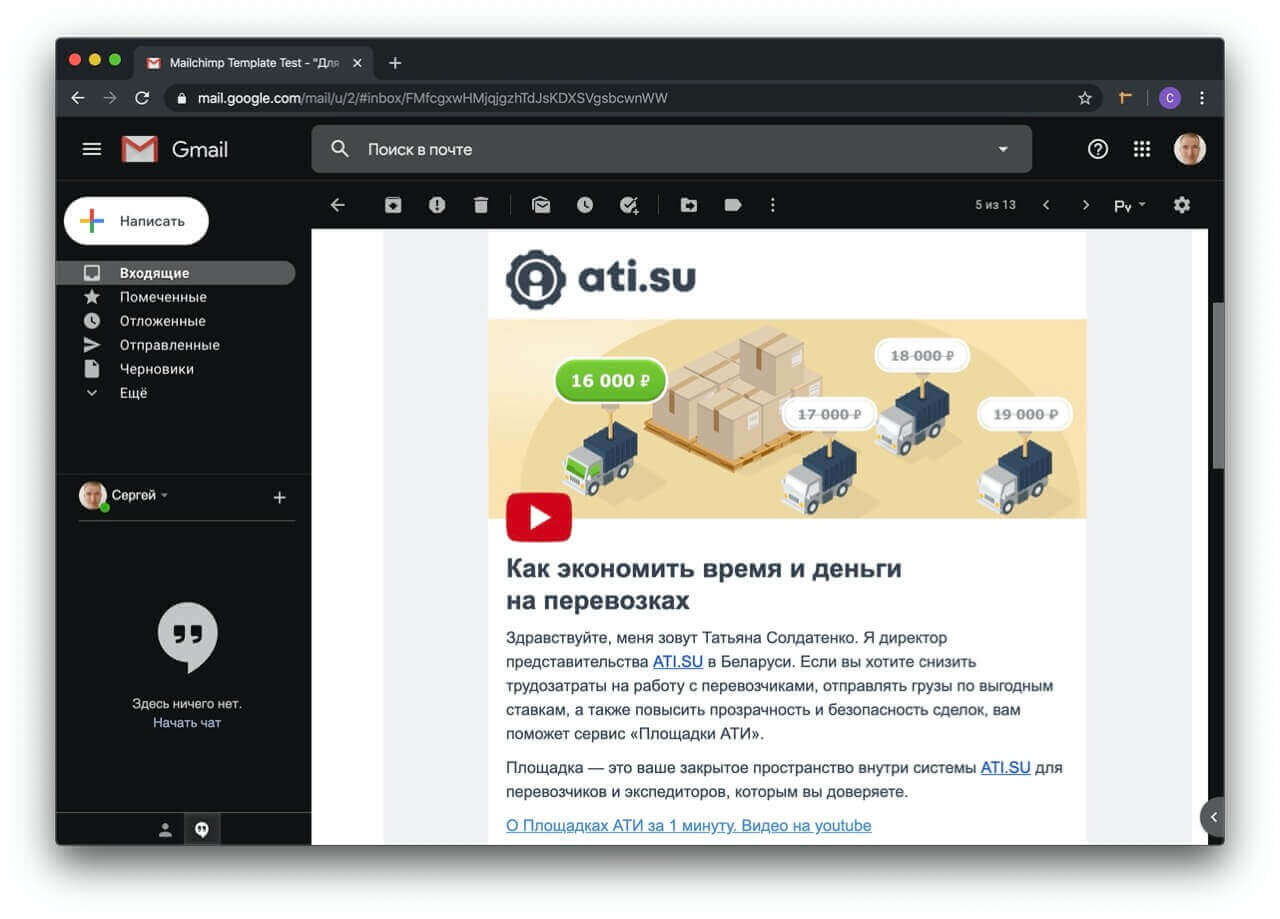 Mailchimp Template Test - "Для
mail.google.com/mail/u/2/#inbox/FMfcgxwHMjqjgzhTdJsKDXSVgsbcwnWW
C
Gmail
Поиск в почте
Написать
5 из 13
Ру
Входящие
Помеченные
Отложенные
Отправленные
Черновики
Ещё
Сергей
Здесь ничего нет.
Начать чат
ati.su
16 000 ₽
17 000 ₽
18 000 ₽
19 000 ₽
Как экономить время и деньги
на перевозках
Здравствуйте, меня зовут Татьяна Солдатенко. Я директор
представительства ATI.SU в Беларуси. Если вы хотите снизить
трудозатраты на работу с перевозчиками, отправлять грузы по выгодным
ставкам, а также повысить прозрачность и безопасность сделок, вам
поможет сервис «Площадки АТИ».
Площадка — это ваше закрытое пространство внутри системы ATI.SU для
перевозчиков и экспедиторов, которым вы доверяете.
О Площадках АТИ за 1 минуту. Видео на youtube